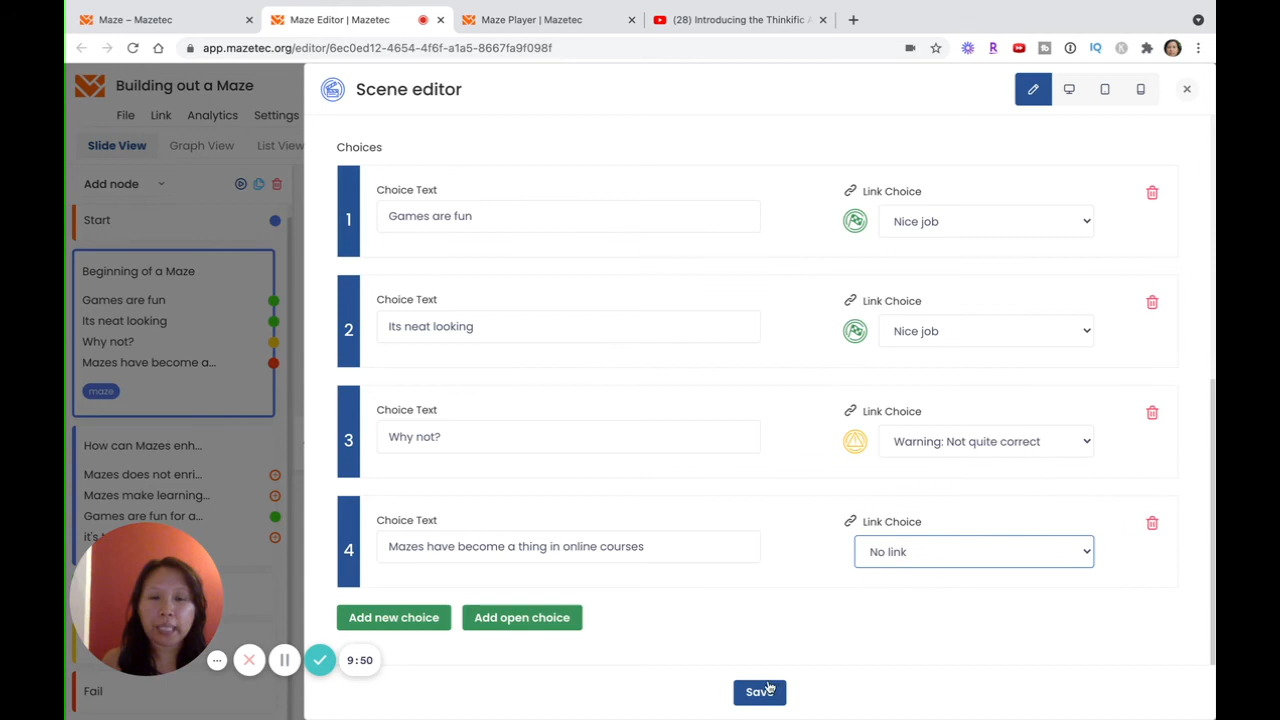 Maze – Mazetec
Maze Editor | Mazetec
Maze Player | Mazetec
(28) Introducing the Thinkific A
app.mazetec.org/editor/6ec0ed12-4654-4f6f-a1a5-8667fa9f098f
Building out a Maze
File Link Analytics Settings
Slide View Graph View List View
Add node
Start
Beginning of a Maze
Games are fun
Its neat looking
Why not?
Mazes have become a...
maze
How can Mazes enh...
Mazes does not enri...
Mazes make learning...
Games are fun for a...
it's
Fail
Scene editor
Choices
1
Choice Text
Games are fun
Link Choice
Nice job
2
Choice Text
Its neat looking
Link Choice
Nice job
3
Choice Text
Why not?
Link Choice
Warning: Not quite correct
4
Choice Text
Mazes have become a thing in online courses
Link Choice
No link
Add new choice
Add open choice
9:50
Save